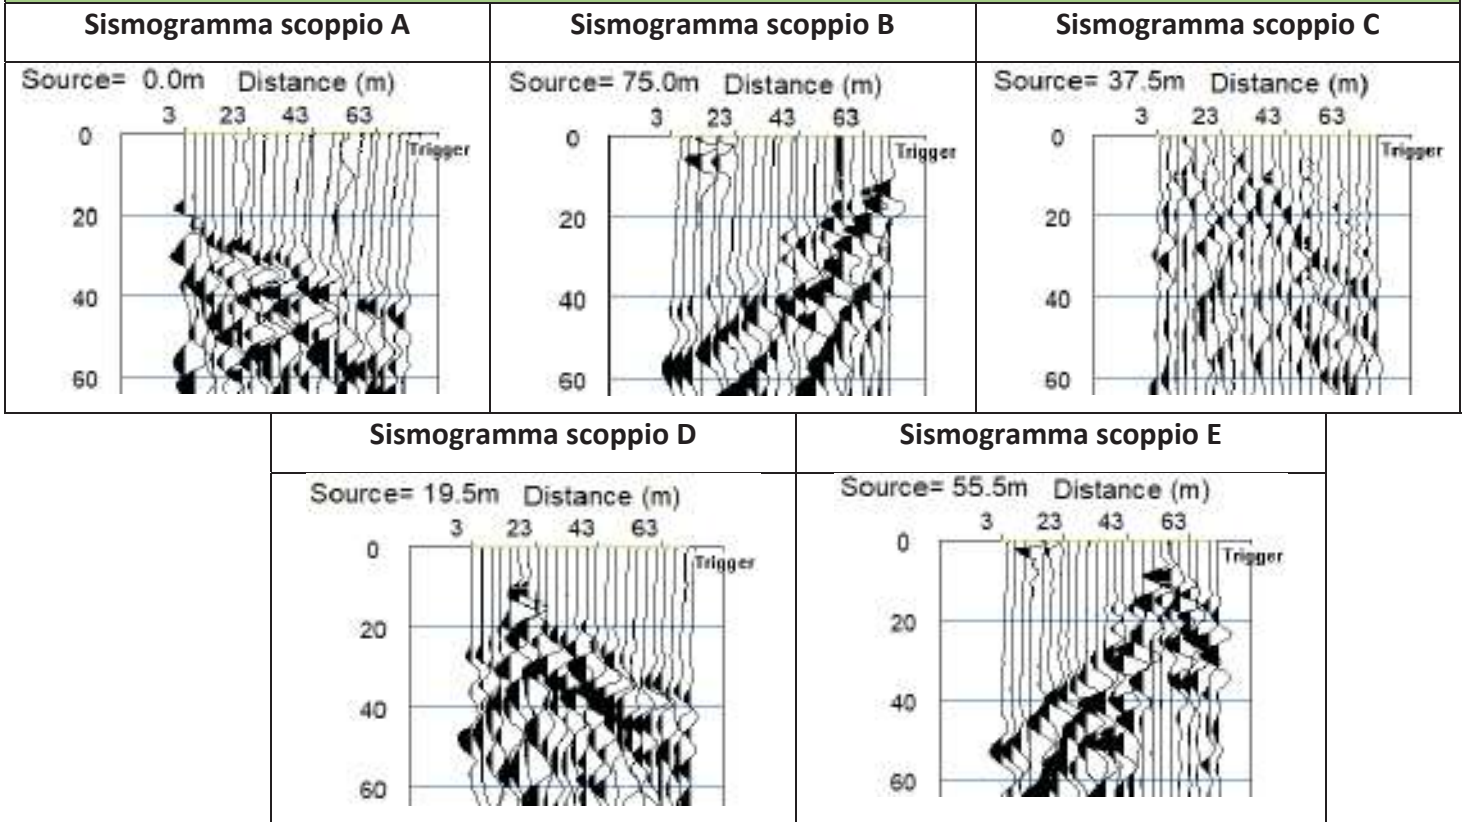 Sismogramma scoppio A
Sismogramma scoppio B
Sismogramma scoppio C
Source= 0.0m Distance (m)
3 23 43 63
0
Trigger
20
40
60
Source= 75.0m Distance (m)
3 23 43 63
0
Trigger
20
40
60
Source= 37.5m Distance (m)
3 23 43 63
0
Trigger
20
40
60
Sismogramma scoppio D
Sismogramma scoppio E
Source= 19.5m Distance (m)
3 23 43 63
0
Trigger
20
40
60
Source= 55.5m Distance (m)
3 23 43 63
0
Trigger
20
40
60